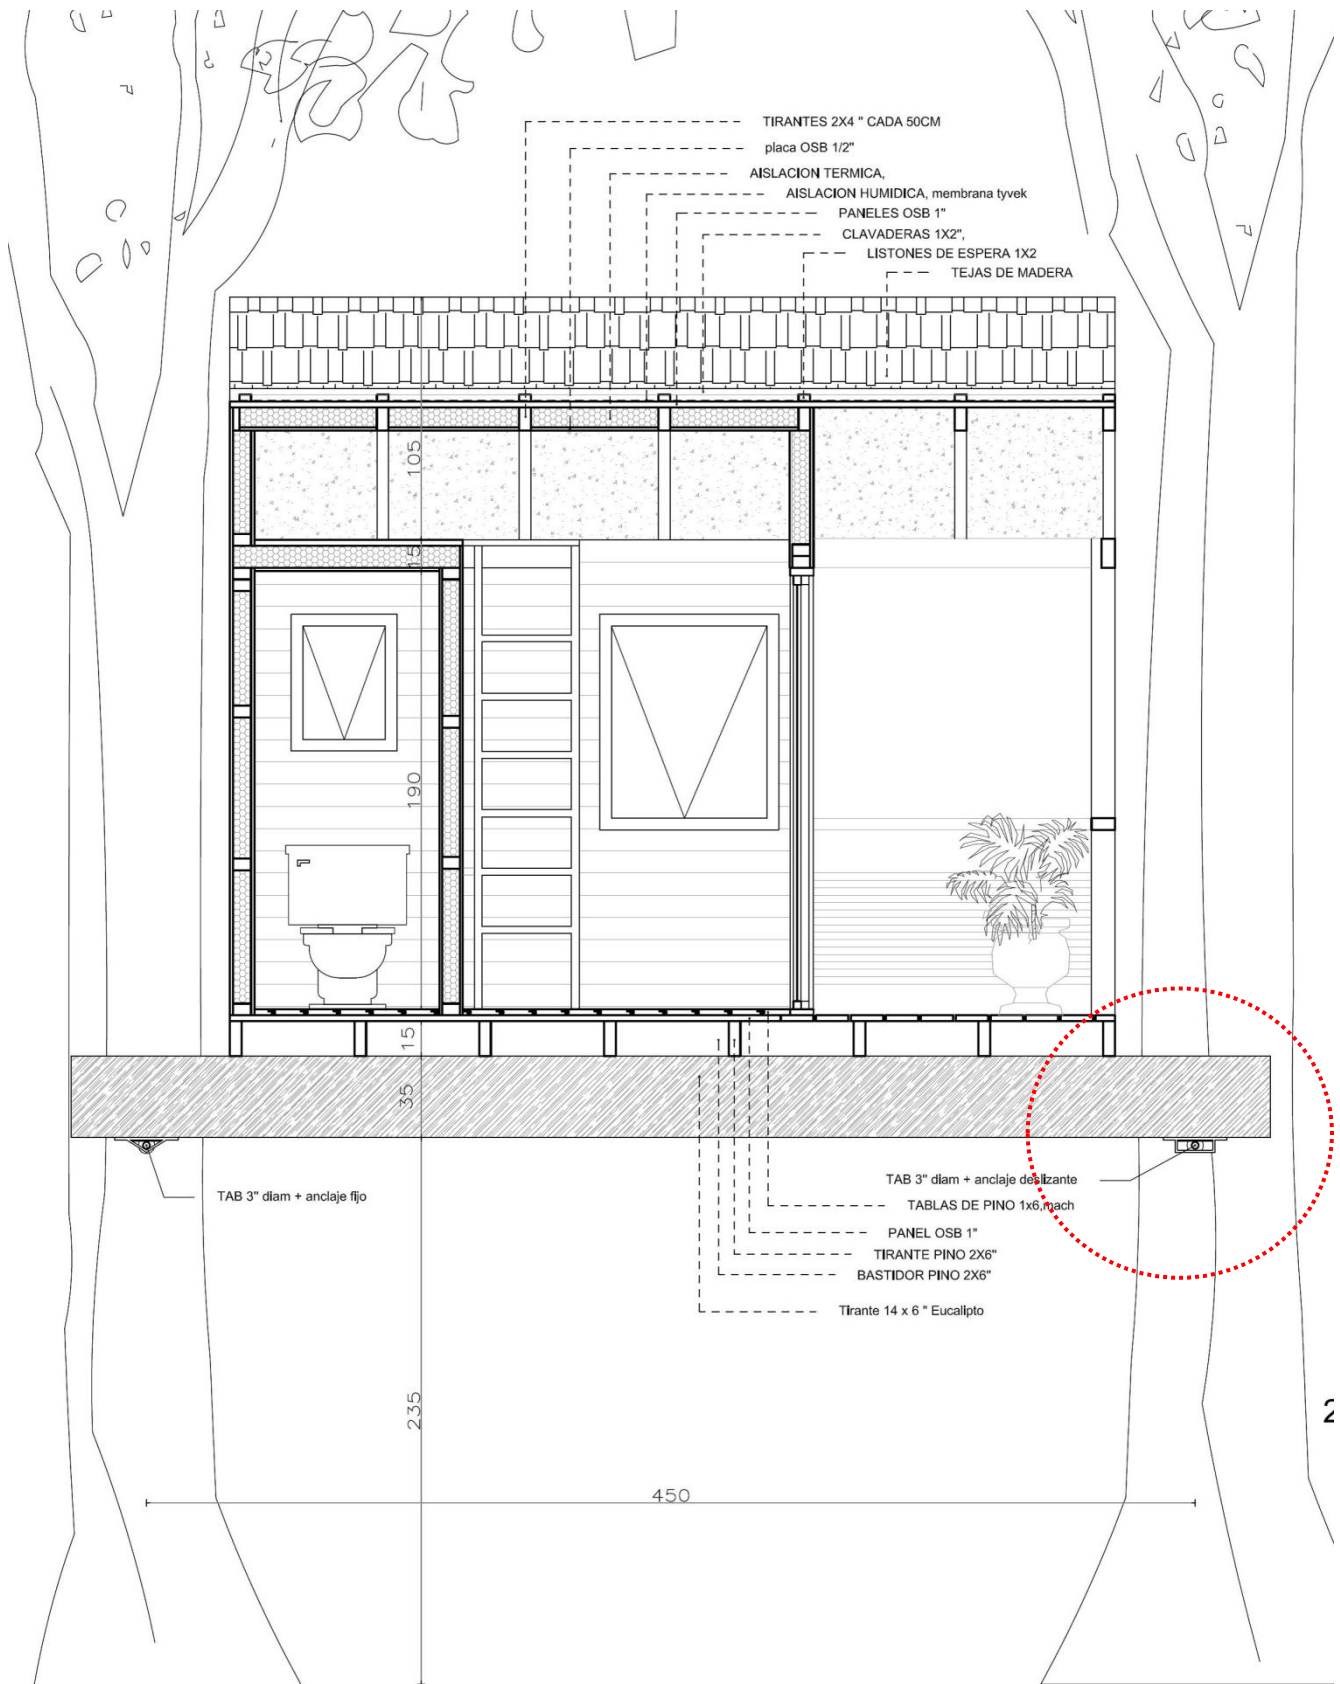 TIRANTES 2X4 " CADA 50CM
placa OSB 1/2"
AISLACION TERMICA,
AISLACION HUMIDICA, membrana tyvek
PANELES OSB 1"
CLAVADERAS 1X2",
LISTONES DE ESPERA 1X2
TEJAS DE MADERA
105
15
190
15
35
TAB 3" diam + anclaje fijo
TAB 3" diam + anclaje deslizante
TABLAS DE PINO 1x6,mach
PANEL OSB 1"
TIRANTE PINO 2X6"
BASTIDOR PINO 2X6"
Tirante 14 x 6 " Eucalipto
235
2
450